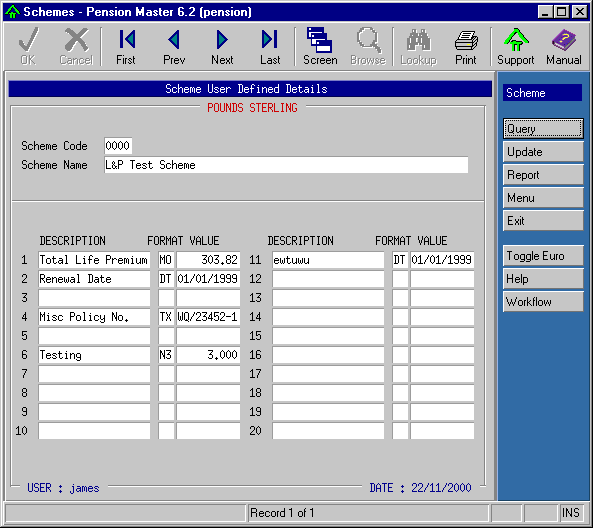 Schemes - Pension Master 6.2 (pension)
OK Cancel First Prev Next Last Screen Browse Lookup Print Support Manual
Scheme User Defined Details
POUNDS STERLING
Scheme Code 0000
Scheme Name L&P Test Scheme
DESCRIPTION FORMAT VALUE DESCRIPTION FORMAT VALUE
1 Total Life Premium MO 303.82 11 ewtuwu DT 01/01/1999
2 Renewal Date DT 01/01/1999 12
3 13
4 Misc Policy No. TX WQ/23452-1 14
5 15
6 Testing N3 3.000 16
7 17
8 18
9 19
10 20
USER : james DATE : 22/11/2000
Scheme
Query
Update
Report
Menu
Exit
Toggle Euro
Help
Workflow
Record 1 of 1 INS